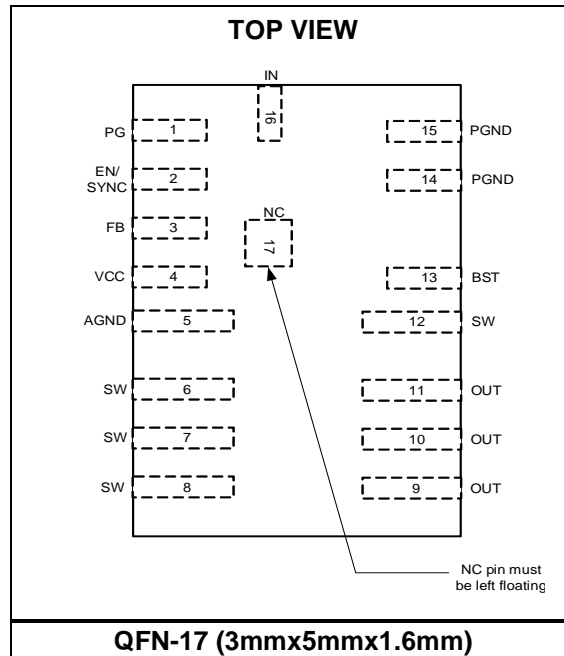 TOP VIEW
IN
16
PG 1
15 PGND
EN/
SYNC
2
14 PGND
FB 3
NC
17
VCC 4
13 BST
AGND 5
12 SW
SW 6
11 OUT
SW 7
10 OUT
SW 8
9 OUT
NC pin must
be left floating
QFN-17 (3mmx5mmx1.6mm)